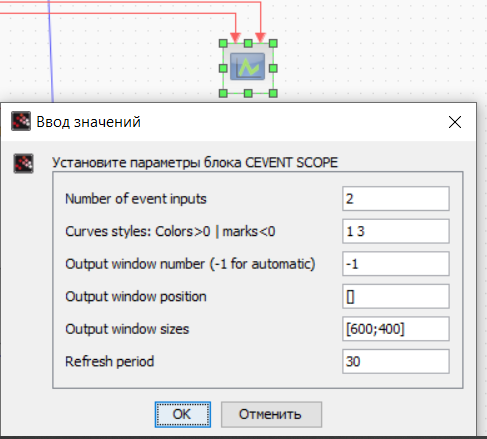 Ввод значений
Установите параметры блока CEVENT SCOPE
Number of event inputs 2
Curves styles: Colors>0 | marks<0 1 3
Output window number (-1 for automatic) -1
Output window position []
Output window sizes [600;400]
Refresh period 30
OK Отменить